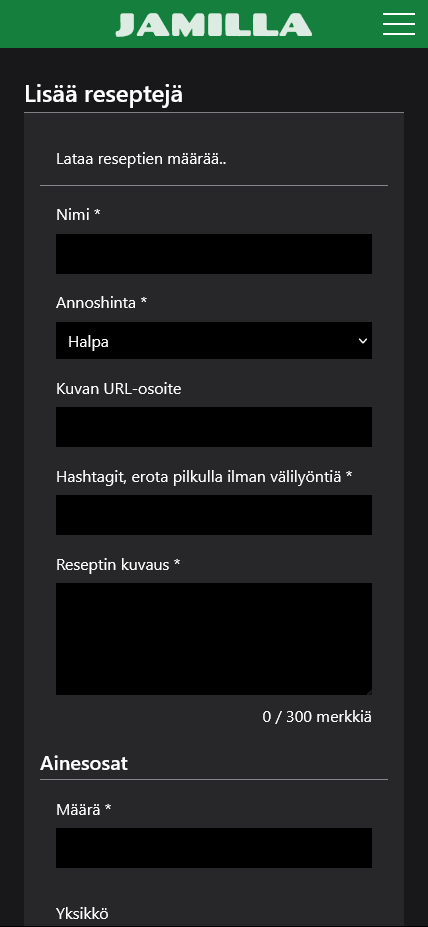 JAMILLA
Lisää reseptejä
Lataa reseptien määrää..
Nimi *
Annoshinta *
Halpa
Kuvan URL-osoite
Hashtagit, erota pilkulla ilman välilyöntiä *
Reseptin kuvaus *
0 / 300 merkkiä
Ainesosat
Määrä *
Yksikkö